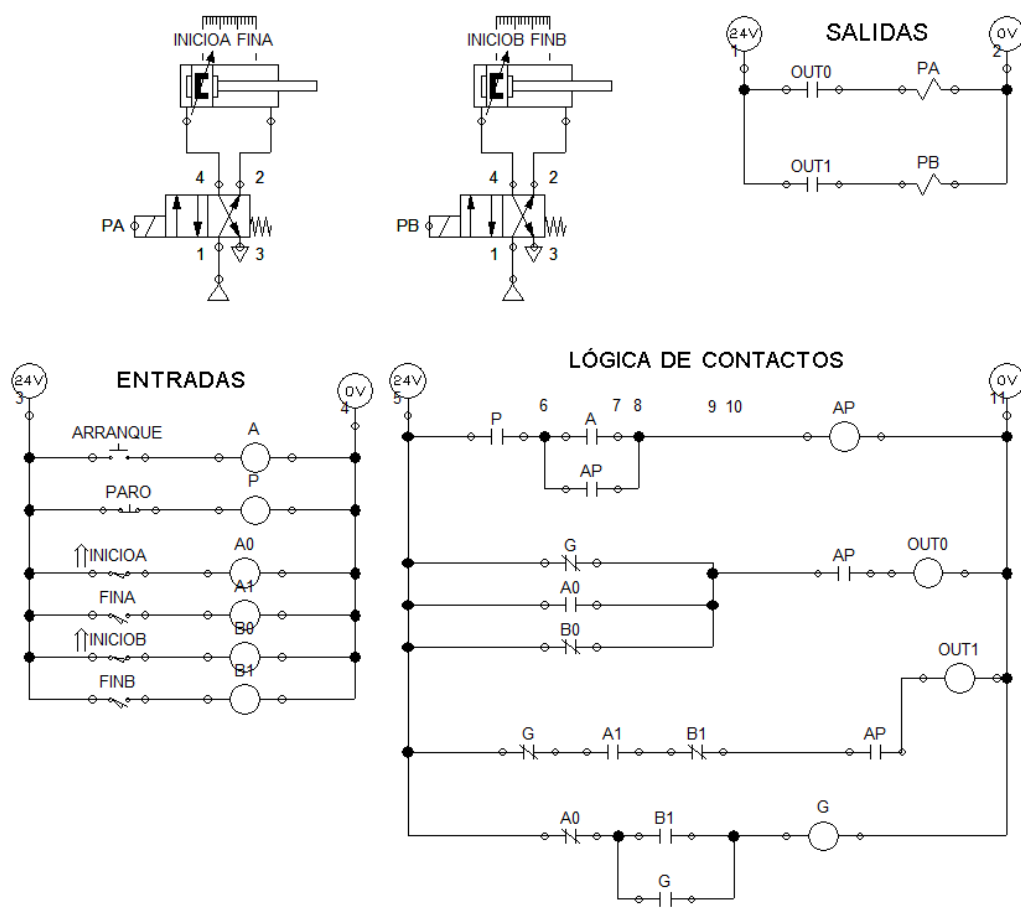 INICIOA FINA
INICIOB FINB
4 2
PA
1 3
4 2
PB
1 3
SALIDAS
24V
1
0V
2
OUT0 PA
OUT1 PB
ENTRADAS
24V
3
0V
4
ARRANQUE A
PARO P
INICIOA A0
FINA A1
INICIOB B0
FINB B1
LÓGICA DE CONTACTOS
24V
5
0V
11
6 7 8 9 10
P A AP
AP
G AP OUT0
A0
B0
OUT1
G A1 B1 AP
A0 B1 G
G